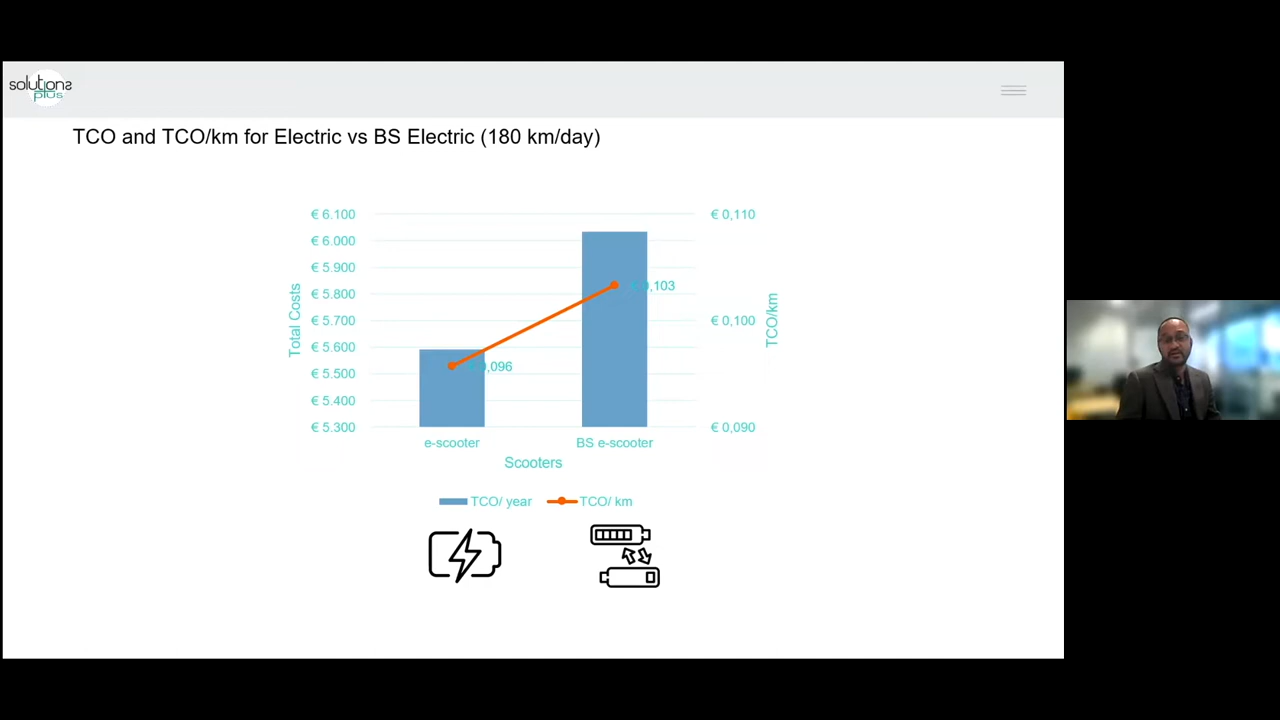 solutions
plus
TCO and TCO/km for Electric vs BS Electric (180 km/day)
€ 6.100
€ 6.000
€ 5.900
€ 5.800
€ 5.700
€ 5.600
€ 5.500
€ 5.400
€ 5.300
Total Costs
€ 0,110
€ 0,100
€ 0,090
TCO/km
€ 0,103
€ 0,096
e-scooter
BS e-scooter
Scooters
TCO/ year
TCO/ km